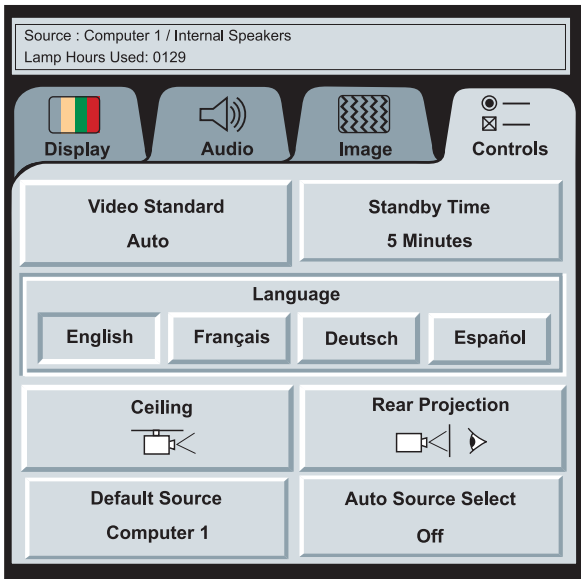 Source : Computer 1 / Internal Speakers
Lamp Hours Used: 0129
Display
Audio
Image
Controls
Video Standard
Auto
Standby Time
5 Minutes
Language
English
Français
Deutsch
Español
Ceiling
Rear Projection
Default Source
Computer 1
Auto Source Select
Off